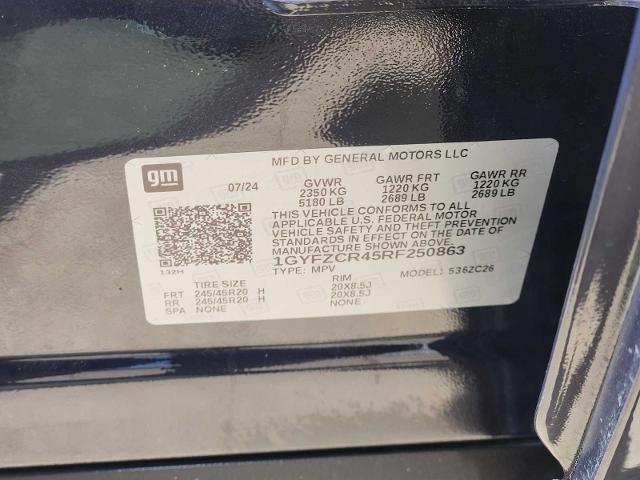 gm
MFD BY GENERAL MOTORS LLC
07/24 GVWR GAWR FRT GAWR RR
2350 KG 1220 KG 1220 KG
5180 LB 2689 LB 2689 LB
THIS VEHICLE CONFORMS TO ALL
APPLICABLE U.S. FEDERAL MOTOR
VEHICLE SAFETY AND THEFT PREVENTION
STANDARDS IN EFFECT ON THE DATE OF
MANUFACTURE SHOWN ABOVE.
1GYFZCR45RF250863
132H TYPE: MPV MODEL: 536ZC26
TIRE SIZE RIM
FRT 245/45R20 H 20X8.5J
RR 245/45R20 H 20X8.5J
SPA NONE NONE